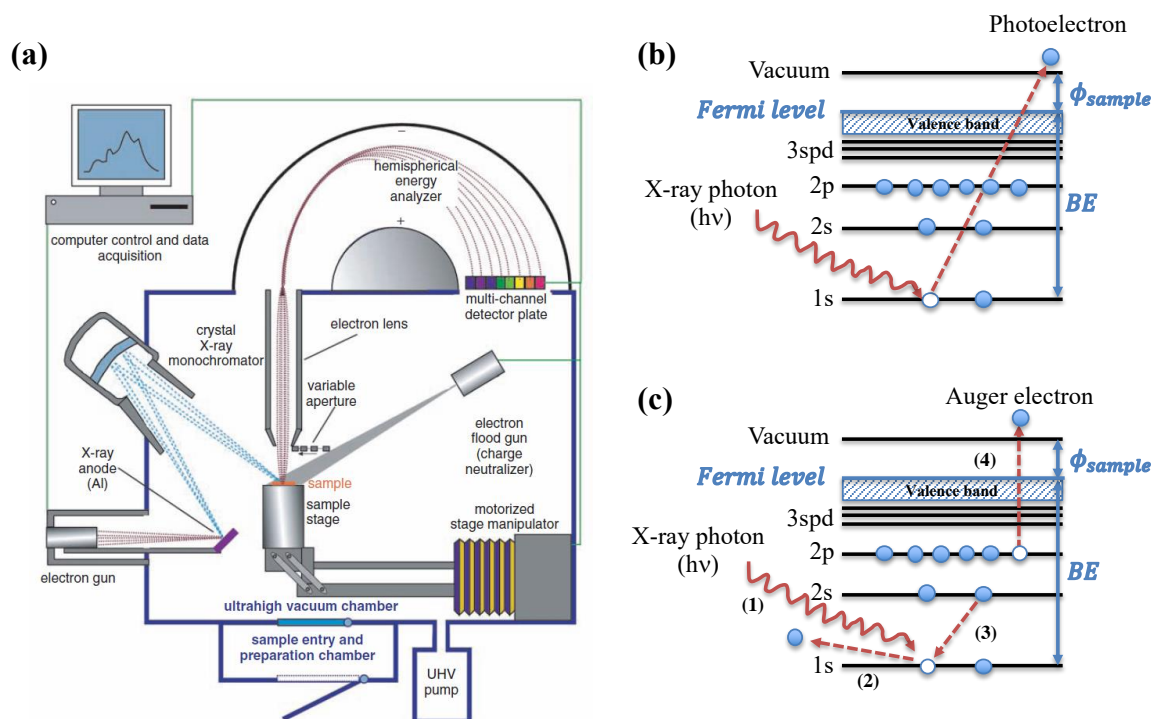 (a)
computer control and data
acquisition
−
hemispherical
energy
analyzer
+
multi-channel
detector plate
crystal
X-ray
monochromator
electron lens
variable
aperture
electron
flood gun
(charge
neutralizer)
X-ray
anode
(Al)
sample
sample
stage
motorized
stage manipulator
electron gun
ultrahigh vacuum chamber
sample entry and
preparation chamber
UHV
pump
(b)
Photoelectron
Vacuum
ϕsample
Fermi level
Valence band
3spd
X-ray photon
(hν)
2p
BE
2s
1s
(c)
Auger electron
Vacuum
(4)
ϕsample
Fermi level
Valence band
3spd
X-ray photon
(hν)
2p
BE
(1)
2s
(3)
1s
(2)